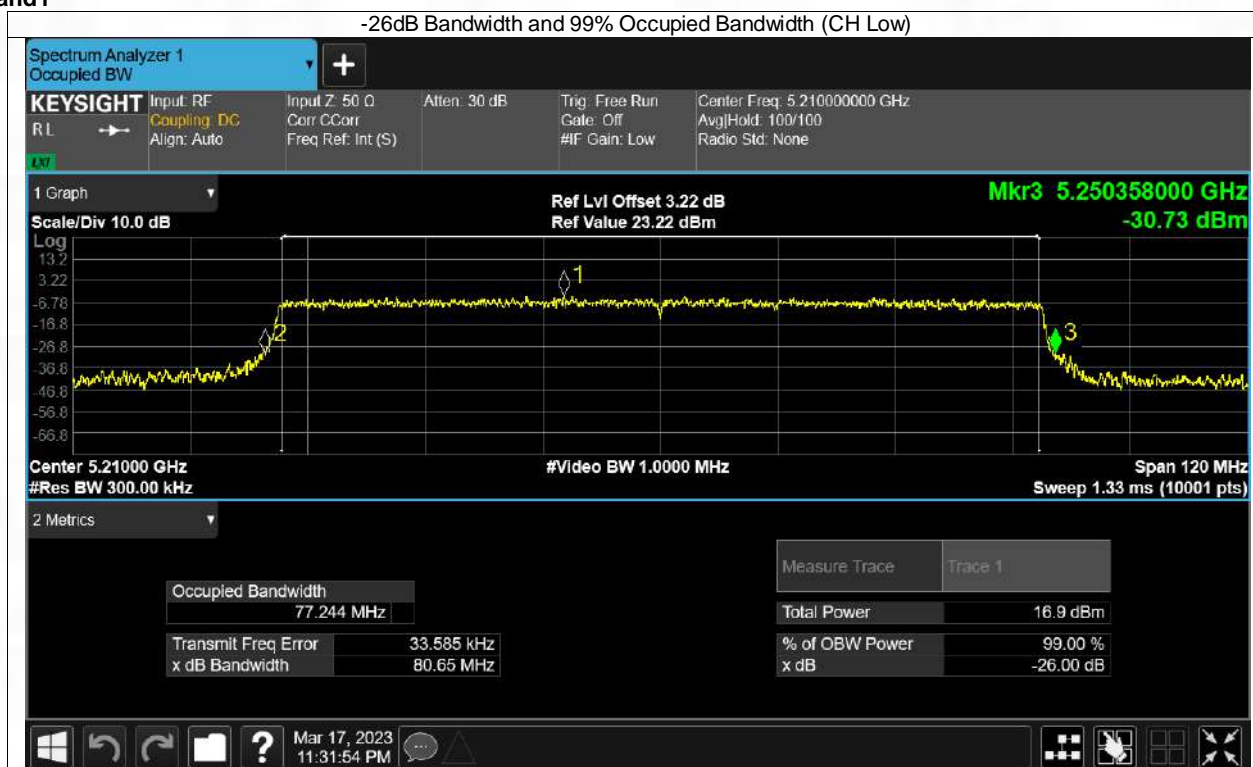 -26dB Bandwidth and 99% Occupied Bandwidth (CH Low)
Spectrum Analyzer 1
Occupied BW
+
KEYSIGHT
RL
LXI
Input: RF
Coupling: DC
Align: Auto
Input Z: 50 Ω
Corr CCorr
Freq Ref: Int (S)
Atten: 30 dB
Trig: Free Run
Gate: Off
#IF Gain: Low
Center Freq: 5.210000000 GHz
Avg|Hold: 100/100
Radio Std: None
1 Graph
Scale/Div 10.0 dB
Ref Lvl Offset 3.22 dB
Ref Value 23.22 dBm
Mkr3 5.250358000 GHz
-30.73 dBm
Log
13.2
3.22
-6.78
-16.8
-26.8
-36.8
-46.8
-56.8
-66.8
1
2
3
Center 5.21000 GHz
#Res BW 300.00 kHz
#Video BW 1.0000 MHz
Span 120 MHz
Sweep 1.33 ms (10001 pts)
2 Metrics
Measure Trace Trace 1
Occupied Bandwidth
77.244 MHz
Total Power 16.9 dBm
Transmit Freq Error 33.585 kHz
% of OBW Power 99.00 %
x dB Bandwidth 80.65 MHz
x dB -26.00 dB
?
Mar 17, 2023
11:31:54 PM